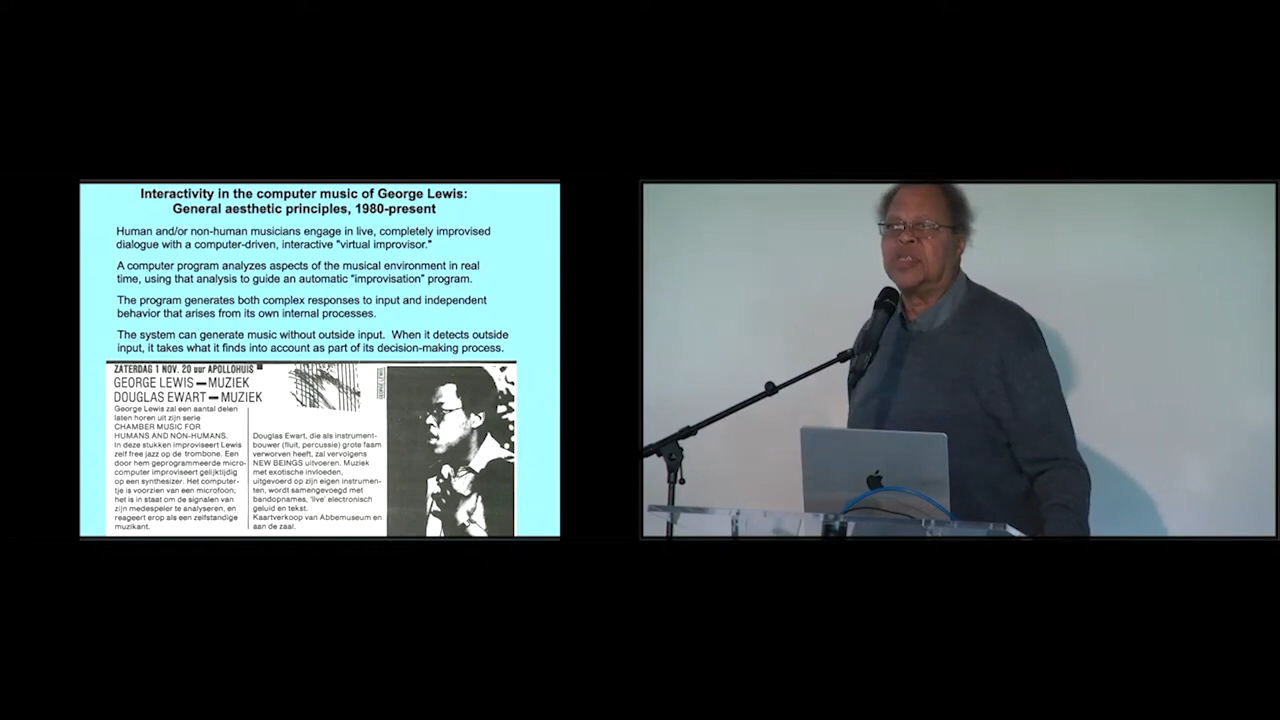 Interactivity in the computer music of George Lewis:
General aesthetic principles, 1980-present
Human and/or non-human musicians engage in live, completely improvised
dialogue with a computer-driven, interactive "virtual improvisor."
A computer program analyzes aspects of the musical environment in real
time, using that analysis to guide an automatic “improvisation” program.
The program generates both complex responses to input and independent
behavior that arises from its own internal processes.
The system can generate music without outside input. When it detects outside
input, it takes what it finds into account as part of its decision-making process.
ZATERDAG 1 NOV. 20 uur APOLLOHUIS
GEORGE LEWIS — MUZIEK
DOUGLAS EWART — MUZIEK
George Lewis zal een aantal delen
laten horen uit zijn serie
CHAMBER MUSIC FOR
HUMANS AND NON-HUMANS.
In deze stukken improviseert Lewis
zelf free jazz op de trombone. Een
door hem geprogrammeerde micro-
computer improviseert gelijktijdig
op een synthesizer. Het computer-
tje is voorzien van een microfoon;
het is in staat om de signalen van
zijn medespeler te analyseren, en
reageert erop als een zelfstandige
muzikant.
Douglas Ewart, die als instrument-
bouwer (fluit, percussie) grote faam
verworven heeft, zal vervolgens
NEW BEINGS uitvoeren. Muziek
met exotische invloeden,
uitgevoerd op zijn eigen instrumen-
ten, wordt samengevoegd met
bandopnames, 'live' electronisch
geluid en tekst.
Kaartverkoop van Abbemuseum en
aan de zaal.